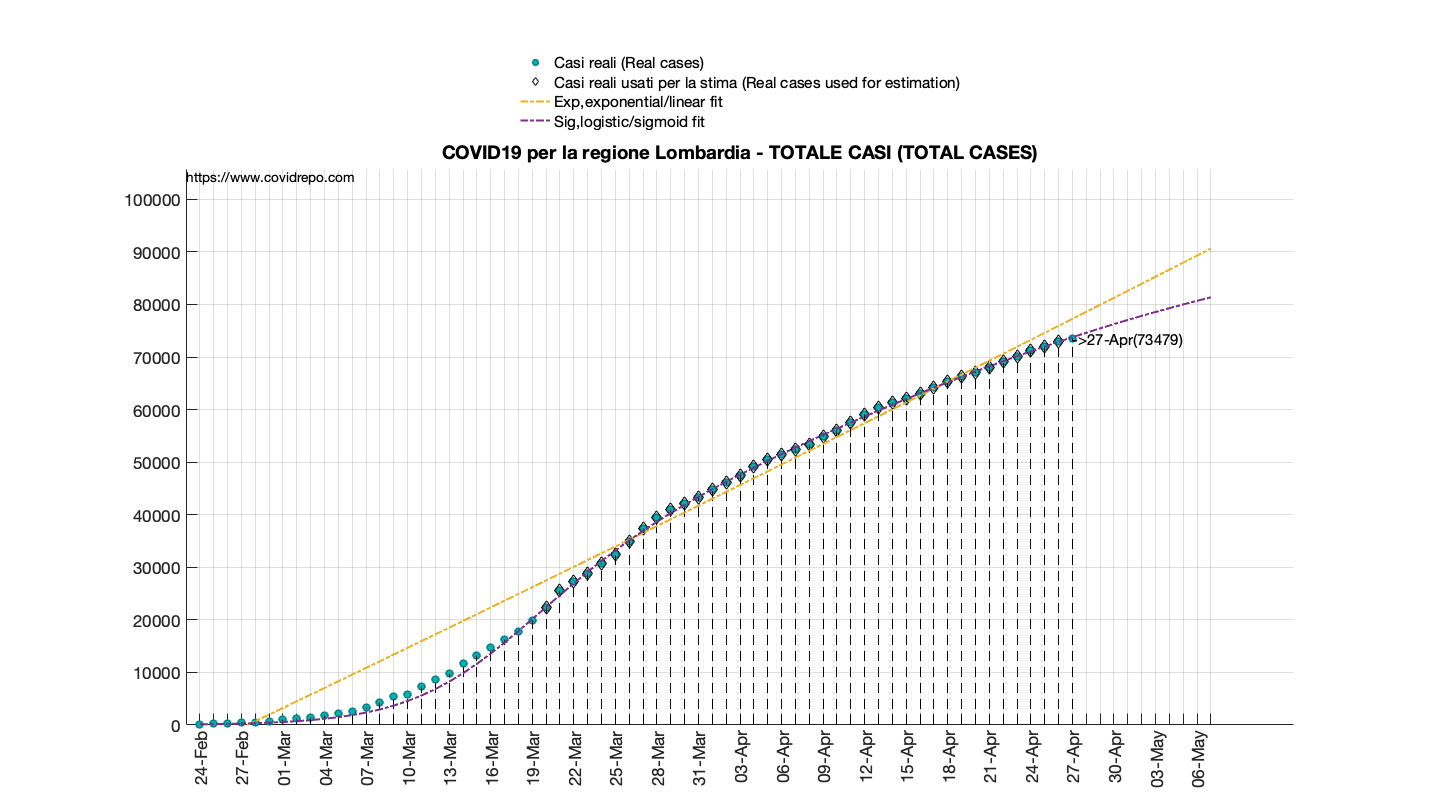 Casi reali (Real cases)
Casi reali usati per la stima (Real cases used for estimation)
Exp,exponential/linear fit
Sig,logistic/sigmoid fit
COVID19 per la regione Lombardia - TOTALE CASI (TOTAL CASES)
https://www.covidrepo.com
100000
90000
80000
70000
60000
50000
40000
30000
20000
10000
0
->27-Apr(73479)
24-Feb
27-Feb
01-Mar
04-Mar
07-Mar
10-Mar
13-Mar
16-Mar
19-Mar
22-Mar
25-Mar
28-Mar
31-Mar
03-Apr
06-Apr
09-Apr
12-Apr
15-Apr
18-Apr
21-Apr
24-Apr
27-Apr
30-Apr
03-May
06-May